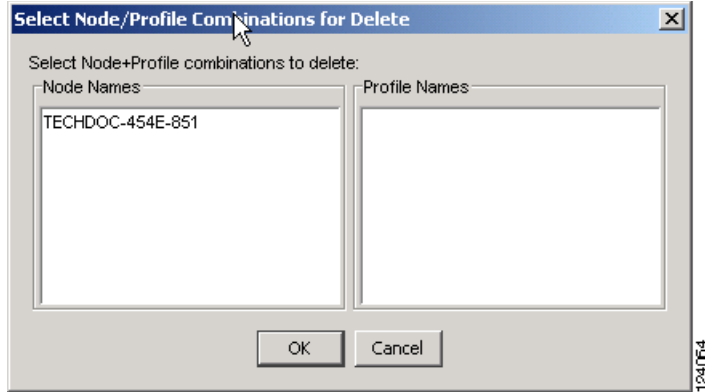 Select Node/Profile Combinations for Delete
Select Node+Profile combinations to delete:
Node Names
Profile Names
TECHDOC-454E-851
OK
Cancel
124064